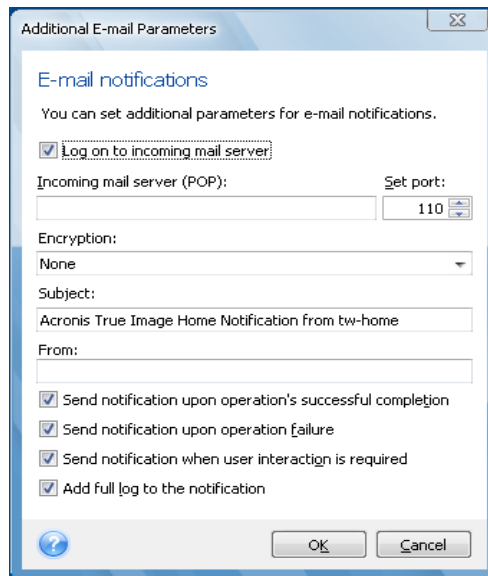 Additional E-mail Parameters
E-mail notifications
You can set additional parameters for e-mail notifications.
Log on to incoming mail server
Incoming mail server (POP): Set port:
110
Encryption:
None
Subject:
Acronis True Image Home Notification from tw-home
From:
Send notification upon operation's successful completion
Send notification upon operation failure
Send notification when user interaction is required
Add full log to the notification
? OK Cancel